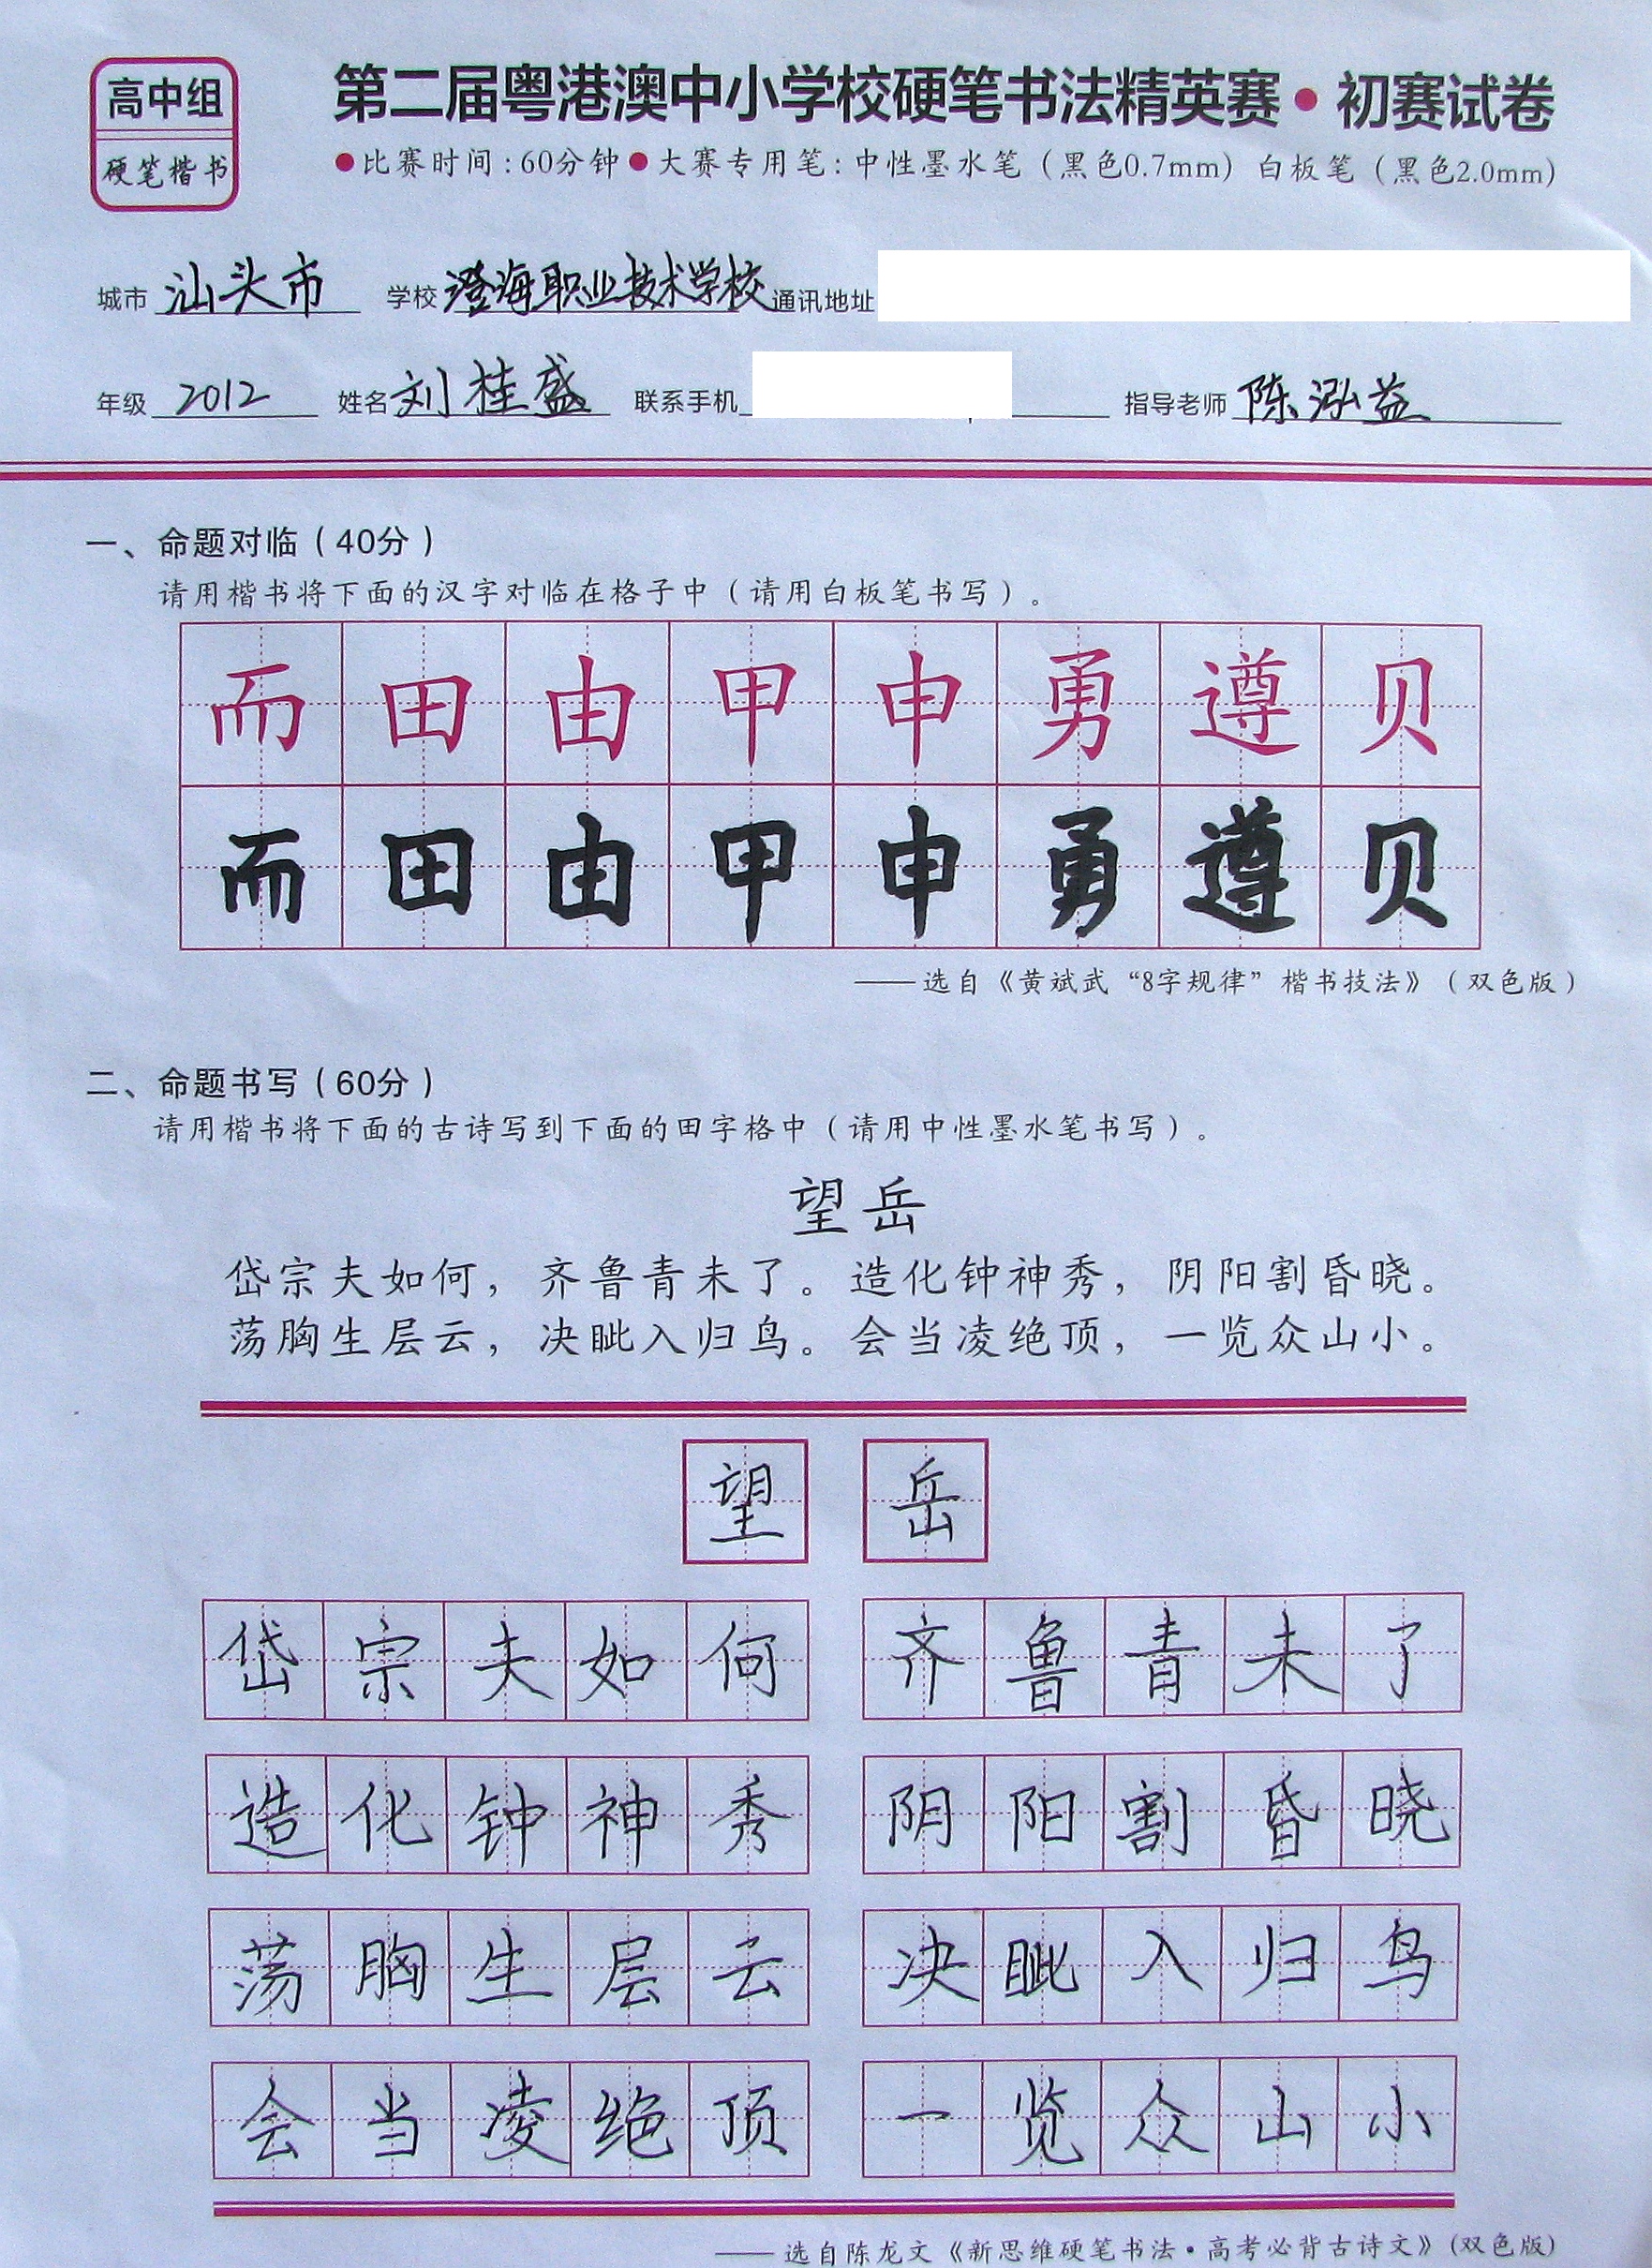 高中组
硬笔楷书
第二届粤港澳中小学校硬笔书法精英赛•初赛试卷
●比赛时间:60分钟●大赛专用笔:中性墨水笔（黑色0.7mm）白板笔（黑色2.0mm）
城市 汕头市 学校 澄海职业技术学校 通讯地址
年级 2012 姓名 刘桂盛 联系手机 指导老师 陈泓益
一、命题对临（40分）
请用楷书将下面的汉字对临在格子中（请用白板笔书写）。
而 田 由 甲 申 勇 遵 贝
而 田 由 甲 申 勇 遵 贝
——选自《黄斌武“8字规律”楷书技法》（双色版）
二、命题书写（60分）
请用楷书将下面的古诗写到下面的田字格中（请用中性墨水笔书写）。
望岳
岱宗夫如何，齐鲁青未了。造化钟神秀，阴阳割昏晓。
荡胸生层云，决眦入归鸟。会当凌绝顶，一览众山小。
望 岳
岱宗夫如何 齐鲁青未了
造化钟神秀 阴阳割昏晓
荡胸生层云 决眦入归鸟
会当凌绝顶 一览众山小
——选自陈龙文《新思维硬笔书法·高考必背古诗文》（双色版）